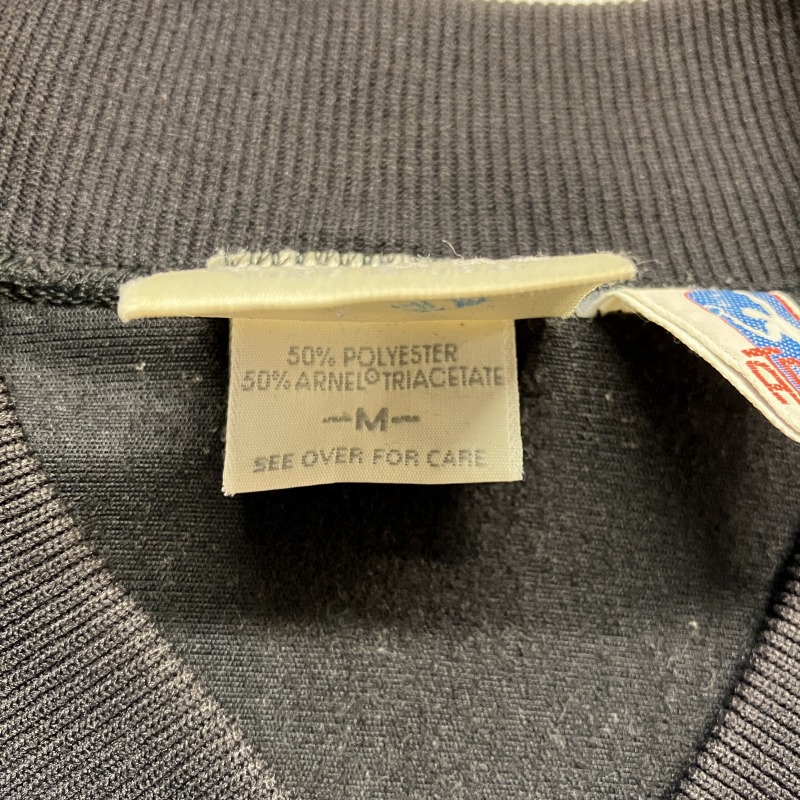 50% POLYESTER
50% ARNEL® TRIACETATE
—M—
SEE OVER FOR CARE